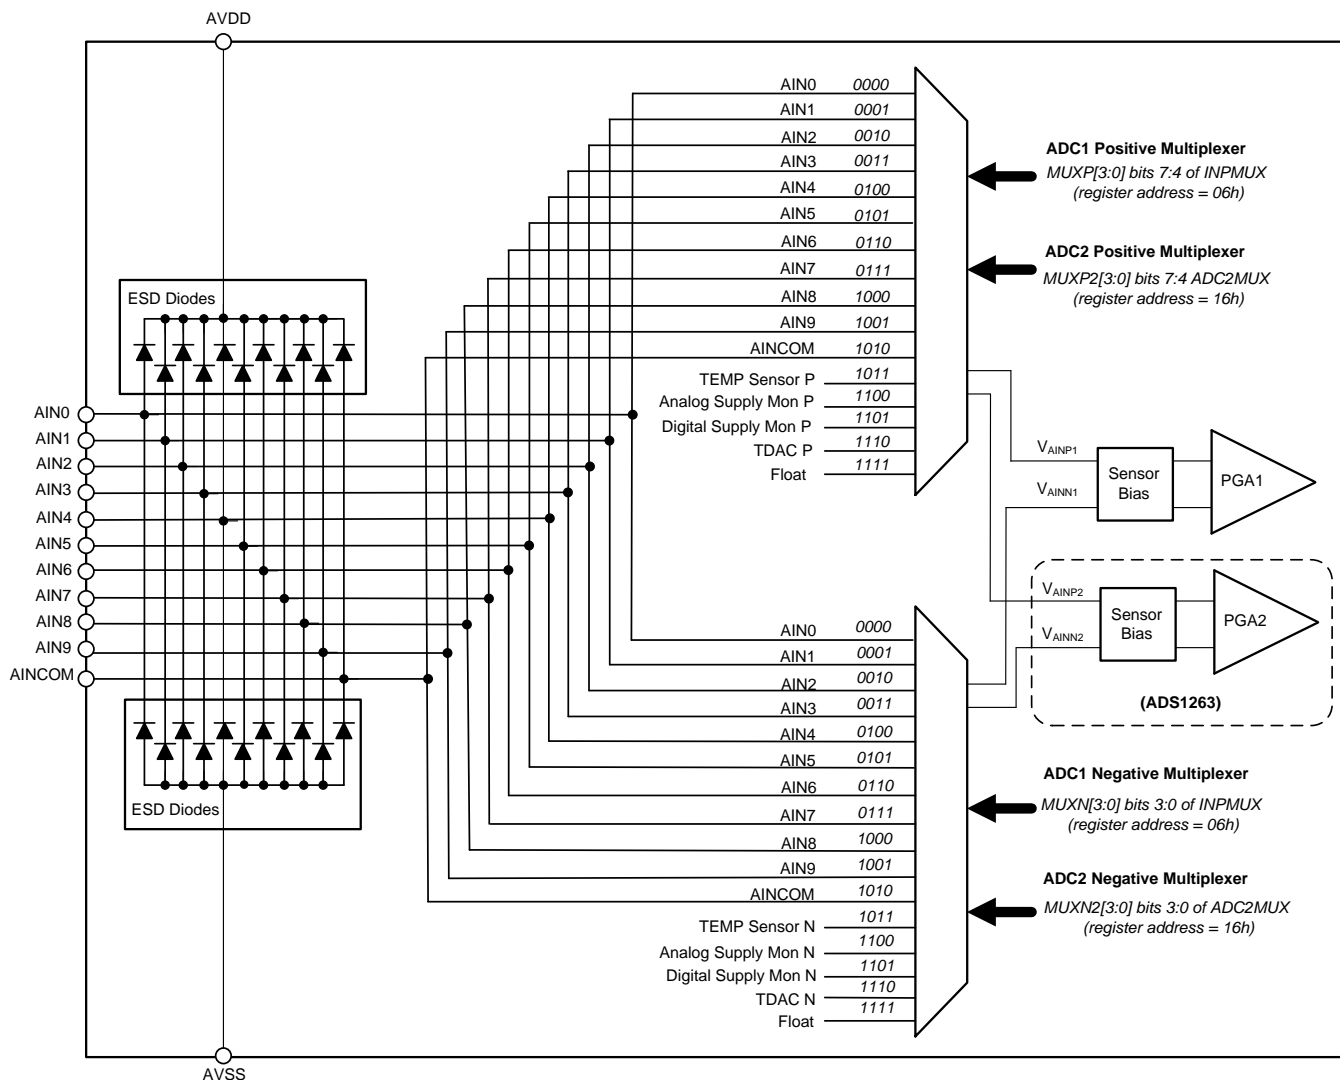 AVDD
AIN0 0000
AIN1 0001
AIN2 0010
AIN3 0011
AIN4 0100
AIN5 0101
AIN6 0110
AIN7 0111
AIN8 1000
AIN9 1001
AINCOM 1010
TEMP Sensor P 1011
Analog Supply Mon P 1100
Digital Supply Mon P 1101
TDAC P 1110
Float 1111
ADC1 Positive Multiplexer
MUXP[3:0] bits 7:4 of INPMUX
(register address = 06h)
ADC2 Positive Multiplexer
MUXP2[3:0] bits 7:4 ADC2MUX
(register address = 16h)
ESD Diodes
AIN0
AIN1
AIN2
AIN3
AIN4
AIN5
AIN6
AIN7
AIN8
AIN9
AINCOM
ESD Diodes
VAINP1
VAINN1
Sensor
Bias
PGA1
VAINP2
VAINN2
Sensor
Bias
PGA2
(ADS1263)
AIN0 0000
AIN1 0001
AIN2 0010
AIN3 0011
AIN4 0100
AIN5 0101
AIN6 0110
AIN7 0111
AIN8 1000
AIN9 1001
AINCOM 1010
TEMP Sensor N 1011
Analog Supply Mon N 1100
Digital Supply Mon N 1101
TDAC N 1110
Float 1111
ADC1 Negative Multiplexer
MUXN[3:0] bits 3:0 of INPMUX
(register address = 06h)
ADC2 Negative Multiplexer
MUXN2[3:0] bits 3:0 of ADC2MUX
(register address = 16h)
AVSS